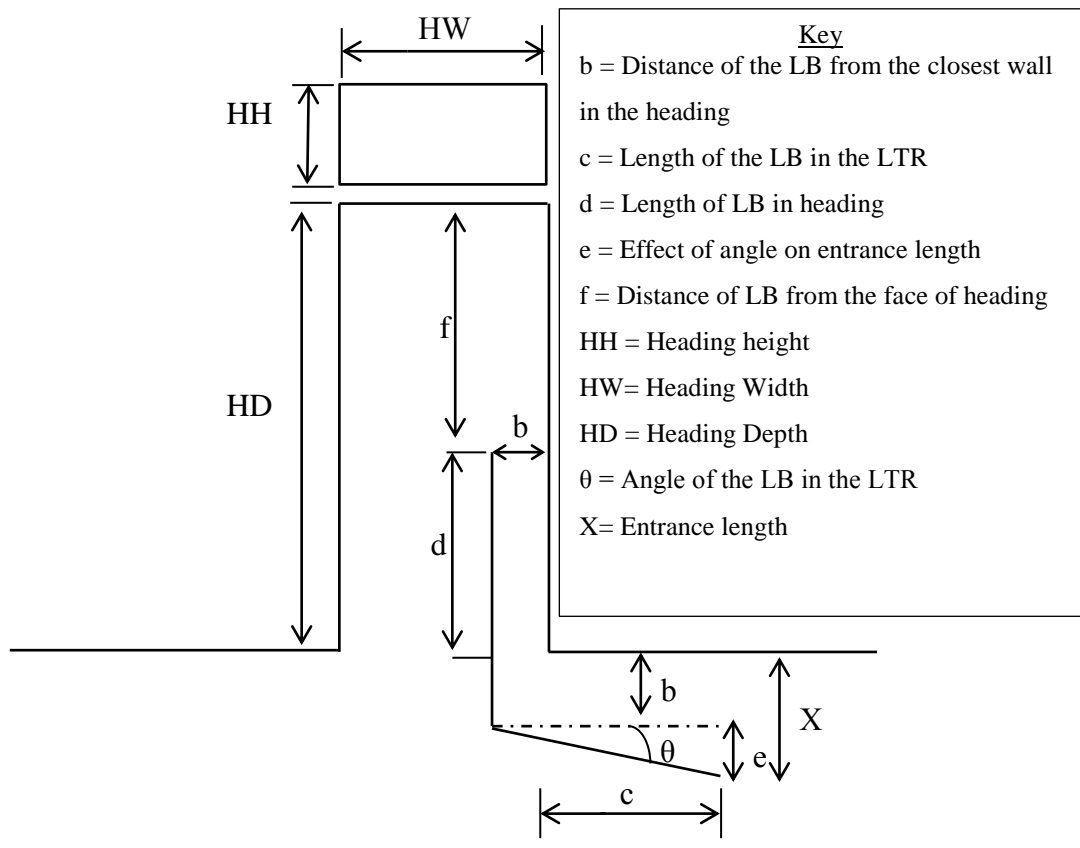 HW
HH
HD
f
b
d
b
X
θ
e
c
Key
b = Distance of the LB from the closest wall
in the heading
c = Length of the LB in the LTR
d = Length of LB in heading
e = Effect of angle on entrance length
f = Distance of LB from the face of heading
HH = Heading height
HW= Heading Width
HD = Heading Depth
θ = Angle of the LB in the LTR
X= Entrance length